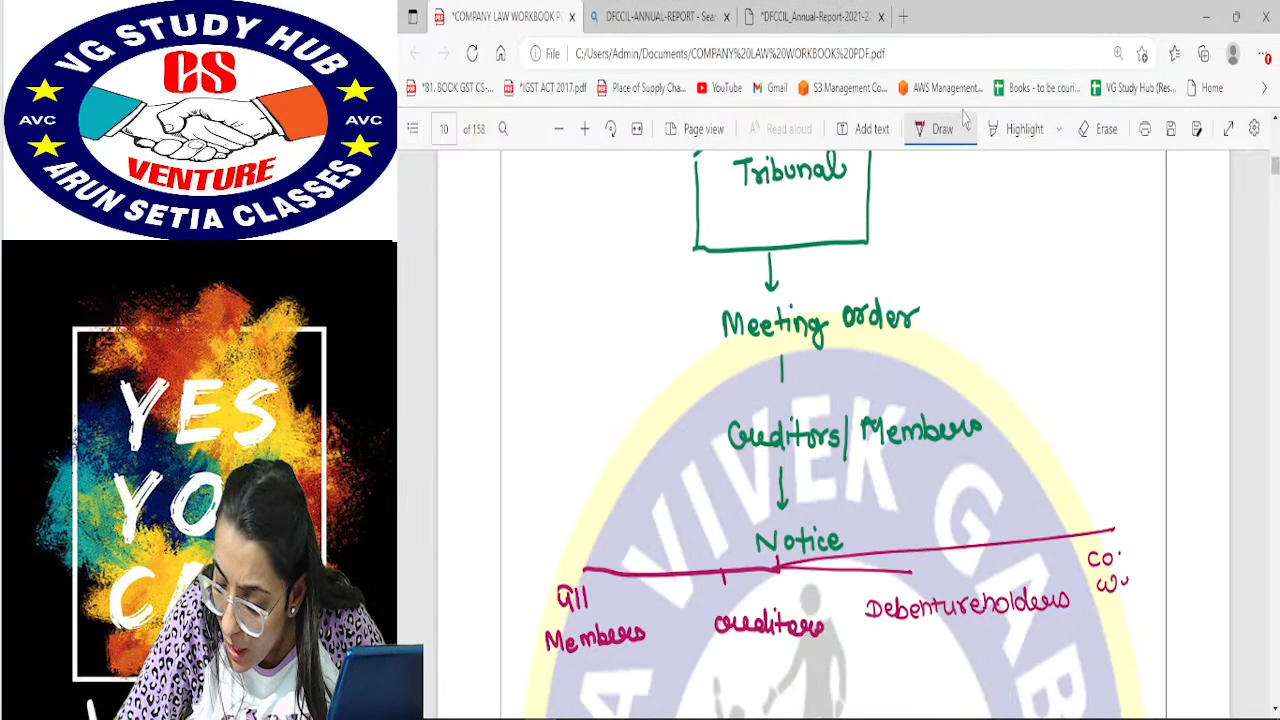 VG STUDY HUB
CS
AVC
AVC
VENTURE
ARUN SETIA CLASSES
YES
YO
*COMPANY LAW WORKBOOK
DFCCIL-ANNUAL-REPORT - Sea
*DFCCIL_Annual-Report-2021-2
File
C:/Users/Admin/Documents/COMPANY%20LAW%20WORKBOOK%20PDF.pdf
*81. BOOK GST CS...
*GST ACT 2017.pdf
YouTube
Gmail
S3 Management Co...
AWS Management...
Books - to be couri...
Vg Study Hub (Res...
Home
10
of 158
Page view
Read aloud
Add text
Draw
Highlight
Erase
Tribunal
Meeting order
Creditors/ Members
Notice
Co.
All
Members
creditors
Debentureholders
VIVEK